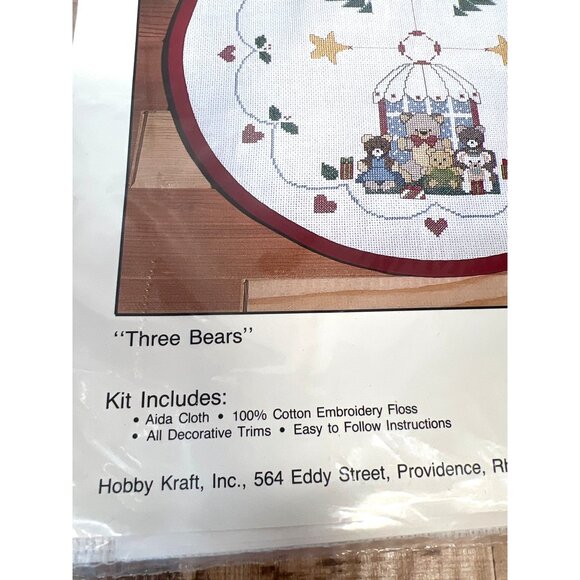 "Three Bears"
Kit Includes:
• Aida Cloth • 100% Cotton Embroidery Floss
• All Decorative Trims • Easy to Follow Instructions
Hobby Kraft, Inc., 564 Eddy Street, Providence, Rh